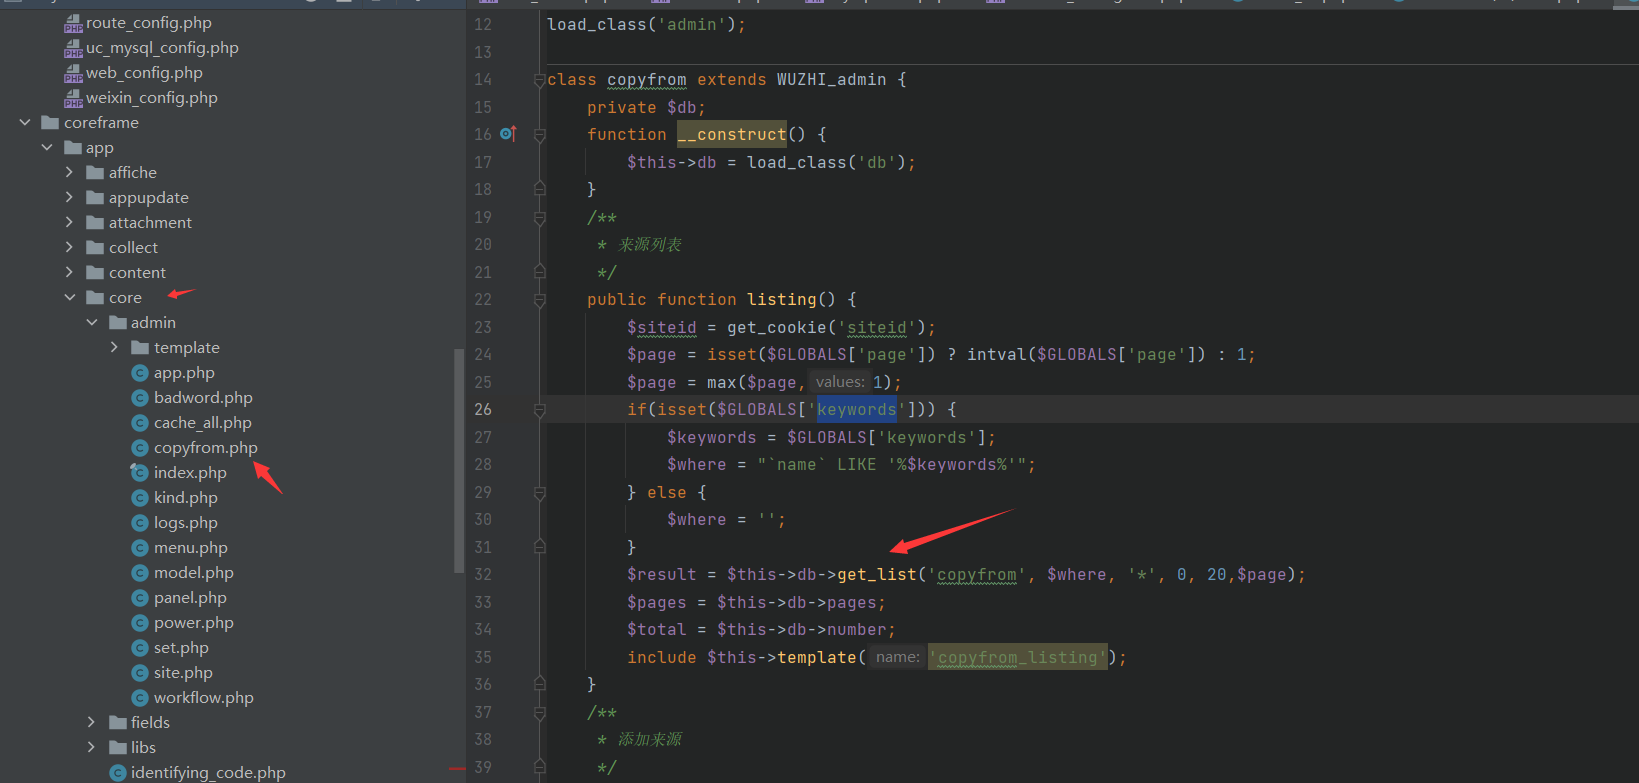 route_config.php
uc_mysql_config.php
web_config.php
weixin_config.php
coreframe
app
affiche
appupdate
attachment
collect
content
core
admin
template
app.php
badword.php
cache_all.php
copyfrom.php
index.php
kind.php
logs.php
menu.php
model.php
panel.php
power.php
set.php
site.php
workflow.php
fields
libs
identifying_code.php
12 load_class('admin');
13
14 class copyfrom extends WUZHI_admin {
15 private $db;
16 function __construct() {
17 $this->db = load_class('db');
18 }
19 /**
20 * 来源列表
21 */
22 public function listing() {
23 $siteid = get_cookie('siteid');
24 $page = isset($GLOBALS['page']) ? intval($GLOBALS['page']) : 1;
25 $page = max($page, values: 1);
26 if(isset($GLOBALS['keywords'])) {
27 $keywords = $GLOBALS['keywords'];
28 $where = "`name` LIKE '%$keywords%'";
29 } else {
30 $where = '';
31 }
32 $result = $this->db->get_list('copyfrom', $where, '*', 0, 20,$page);
33 $pages = $this->db->pages;
34 $total = $this->db->number;
35 include $this->template( name: 'copyfrom_listing');
36 }
37 /**
38 * 添加来源
39 */